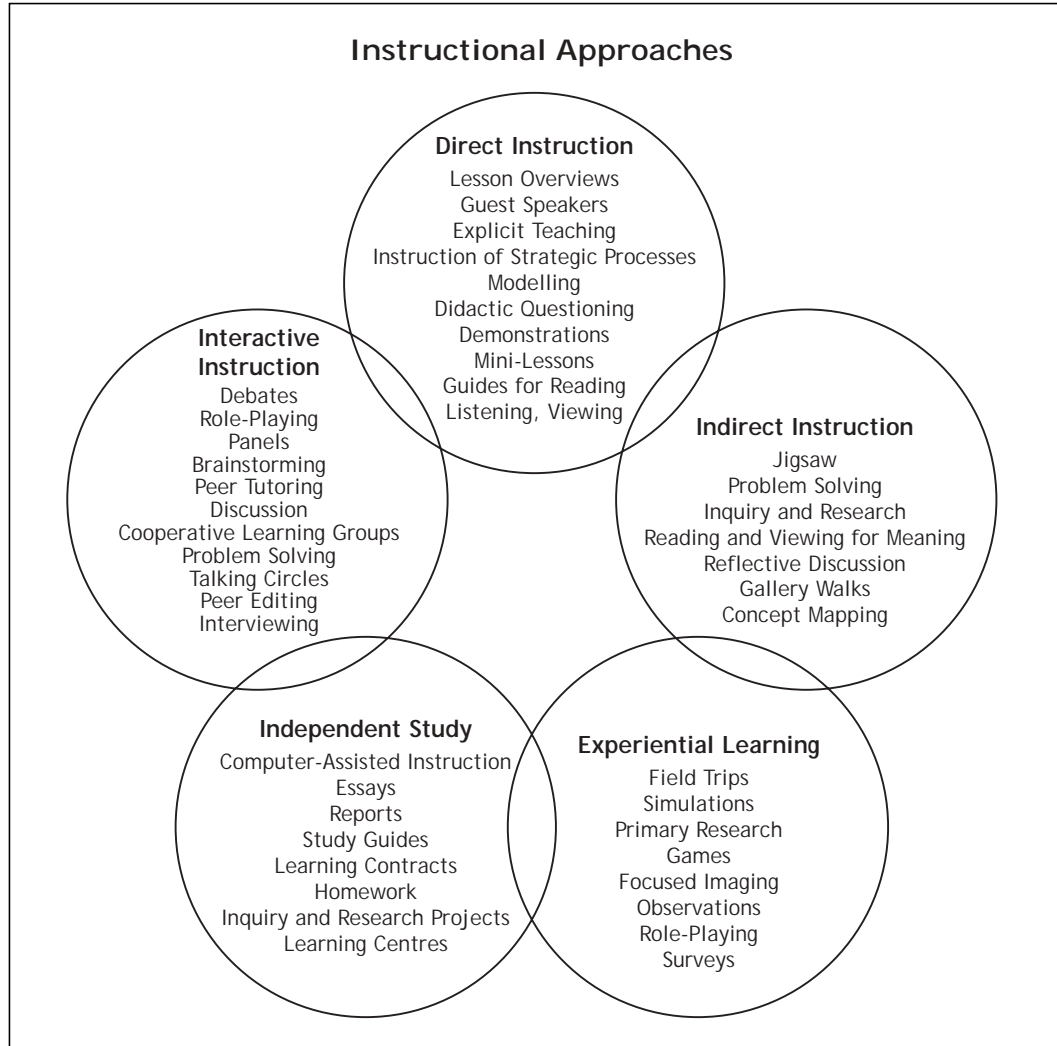 Instructional Approaches
Direct Instruction
Lesson Overviews
Guest Speakers
Explicit Teaching
Instruction of Strategic Processes
Modelling
Didactic Questioning
Demonstrations
Mini-Lessons
Guides for Reading
Listening, Viewing
Interactive
Instruction
Debates
Role-Playing
Panels
Brainstorming
Peer Tutoring
Discussion
Cooperative Learning Groups
Problem Solving
Talking Circles
Peer Editing
Interviewing
Indirect Instruction
Jigsaw
Problem Solving
Inquiry and Research
Reading and Viewing for Meaning
Reflective Discussion
Gallery Walks
Concept Mapping
Independent Study
Computer-Assisted Instruction
Essays
Reports
Study Guides
Learning Contracts
Homework
Inquiry and Research Projects
Learning Centres
Experiential Learning
Field Trips
Simulations
Primary Research
Games
Focused Imaging
Observations
Role-Playing
Surveys